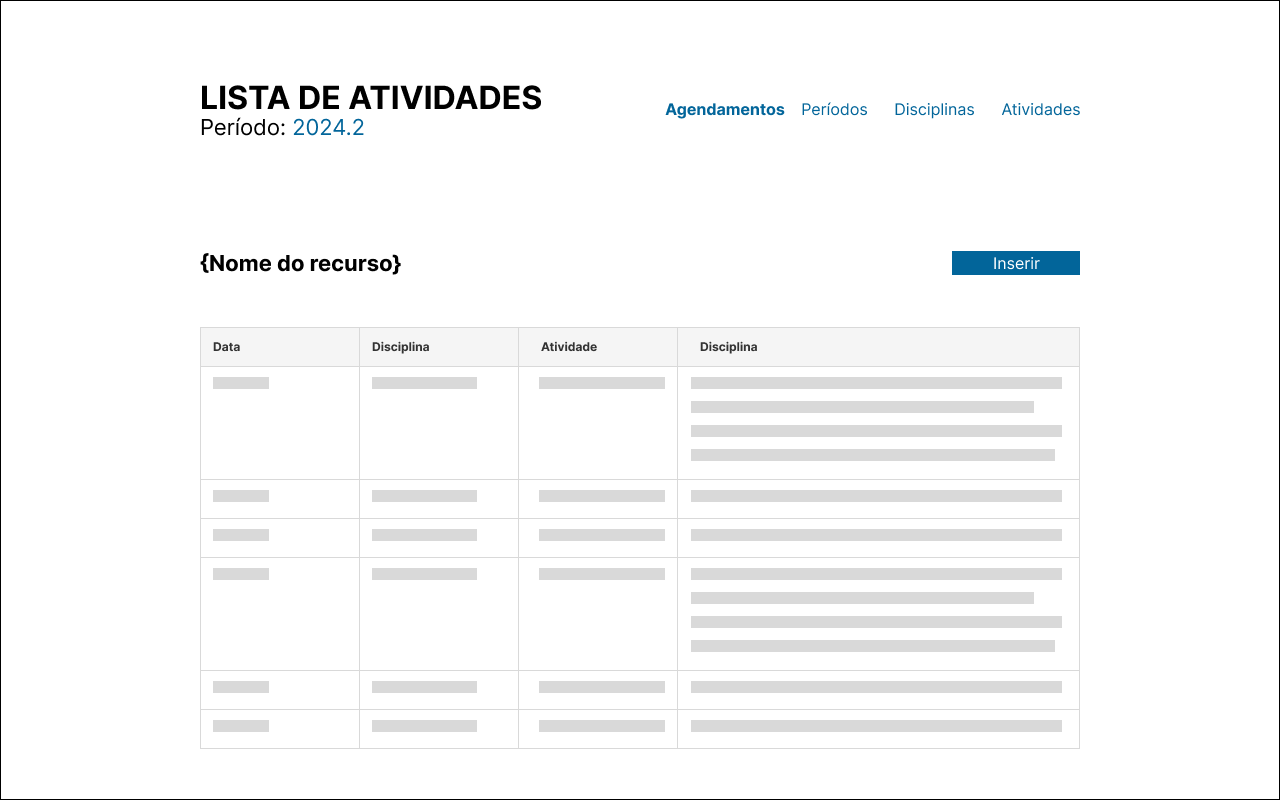 LISTA DE ATIVIDADES
Período: 2024.2
Agendamentos Períodos Disciplinas Atividades
{Nome do recurso}
Inserir
Data Disciplina Atividade Disciplina